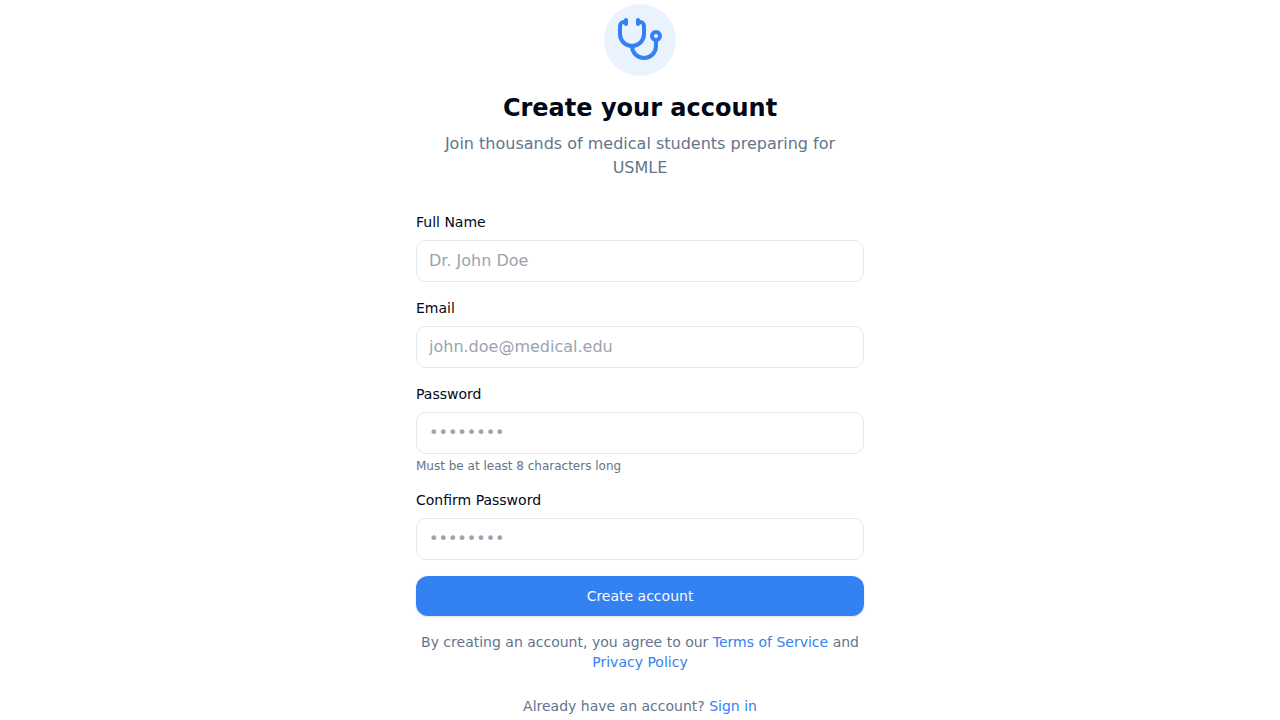 Create your account
Join thousands of medical students preparing for
USMLE
Full Name
Dr. John Doe
Email
john.doe@medical.edu
Password
••••••••
Must be at least 8 characters long
Confirm Password
••••••••
Create account
By creating an account, you agree to our Terms of Service and
Privacy Policy
Already have an account? Sign in